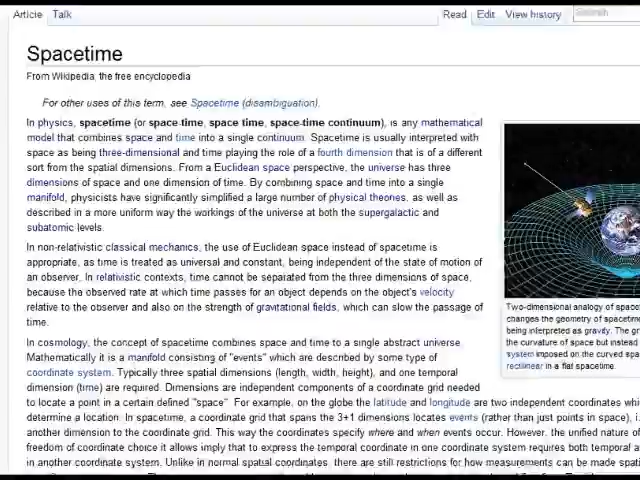 Article Talk Read Edit View history Search
Spacetime
From Wikipedia, the free encyclopedia
For other uses of this term, see Spacetime (disambiguation).
In physics, spacetime (or space-time, space time, space-time continuum), is any mathematical
model that combines space and time into a single continuum. Spacetime is usually interpreted with
space as being three-dimensional and time playing the role of a fourth dimension that is of a different
sort from the spatial dimensions. From a Euclidean space perspective, the universe has three
dimensions of space and one dimension of time. By combining space and time into a single
manifold, physicists have significantly simplified a large number of physical theories, as well as
described in a more uniform way the workings of the universe at both the supergalactic and
subatomic levels.
In non-relativistic classical mechanics, the use of Euclidean space instead of spacetime is
appropriate, as time is treated as universal and constant, being independent of the state of motion of
an observer. In relativistic contexts, time cannot be separated from the three dimensions of space,
because the observed rate at which time passes for an object depends on the object's velocity
relative to the observer and also on the strength of gravitational fields, which can slow the passage of
time.
In cosmology, the concept of spacetime combines space and time to a single abstract universe.
Mathematically it is a manifold consisting of "events" which are described by some type of
coordinate system. Typically three spatial dimensions (length, width, height), and one temporal
dimension (time) are required. Dimensions are independent components of a coordinate grid needed
to locate a point in a certain defined "space". For example, on the globe the latitude and longitude are two independent coordinates whi
determine a location. In spacetime, a coordinate grid that spans the 3+1 dimensions locates events (rather than just points in space), i.
another dimension to the coordinate grid. This way the coordinates specify where and when events occur. However, the unified nature of
freedom of coordinate choice it allows imply that to express the temporal coordinate in one coordinate system requires both temporal a
in another coordinate system. Unlike in normal spatial coordinates, there are still restrictions for how measurements can be made spati
Two-dimensional analogy of space
changes the geometry of spacetim
being interpreted as gravity. The gri
the curvature of space but instead
system imposed on the curved spa
rectilinear in a flat spacetime.